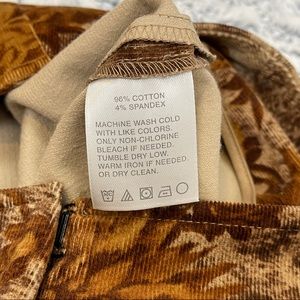 96% COTTON
4% SPANDEX
MACHINE WASH COLD
WITH LIKE COLORS.
ONLY NON-CHLORINE
BLEACH IF NEEDED.
TUMBLE DRY LOW.
WARM IRON IF NEEDED
OR DRY CLEAN.